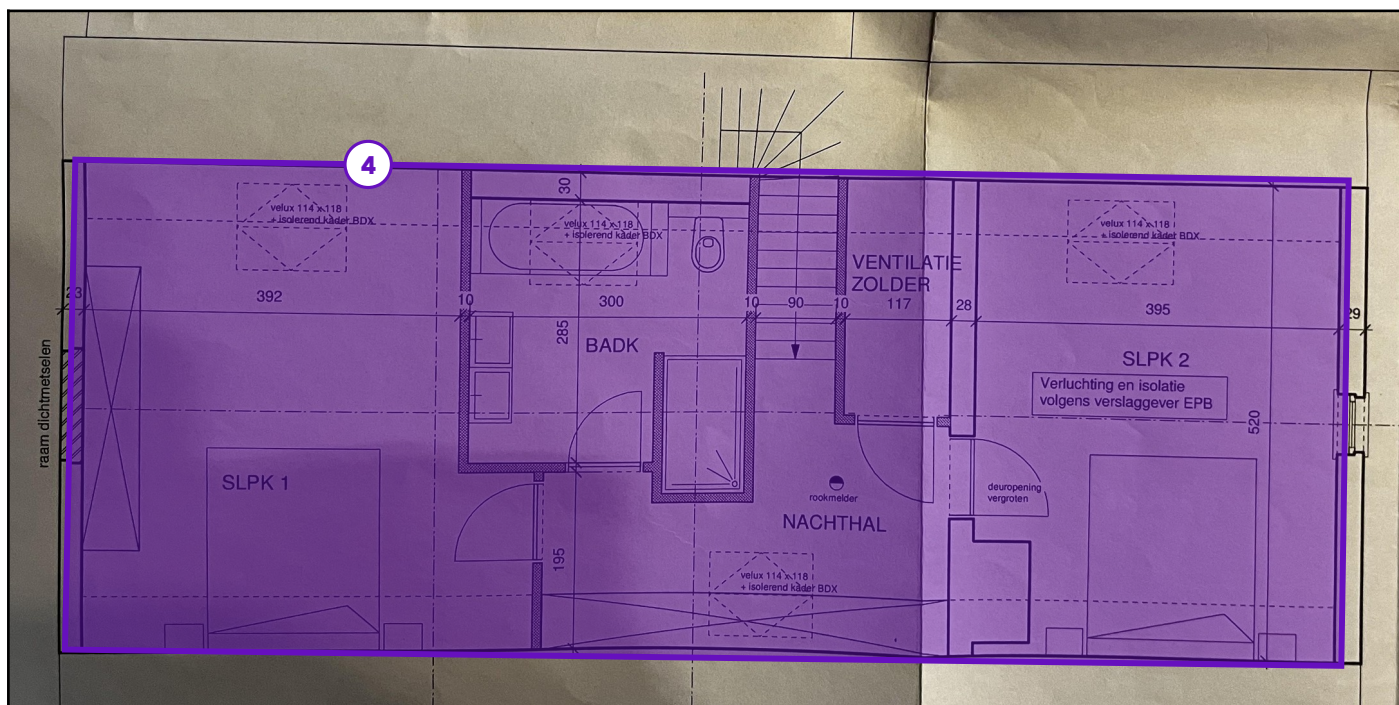 4
velux 114 x 118
+ isolerend kader BDX
30
velux 114 x 118
+ isolerend kader BDX
velux 114 x 118
+ isolerend kader BDX
VENTILATIE
ZOLDER
23
392
10
300
10
90
10
117
28
395
29
285
BADK
SLPK 2
Verluchting en isolatie
volgens verslaggever EPB
raam dichtmetselen
520
SLPK 1
rookmelder
deuropening
vergroten
NACHTHAL
195
velux 114 x 118
+ isolerend kader BDX